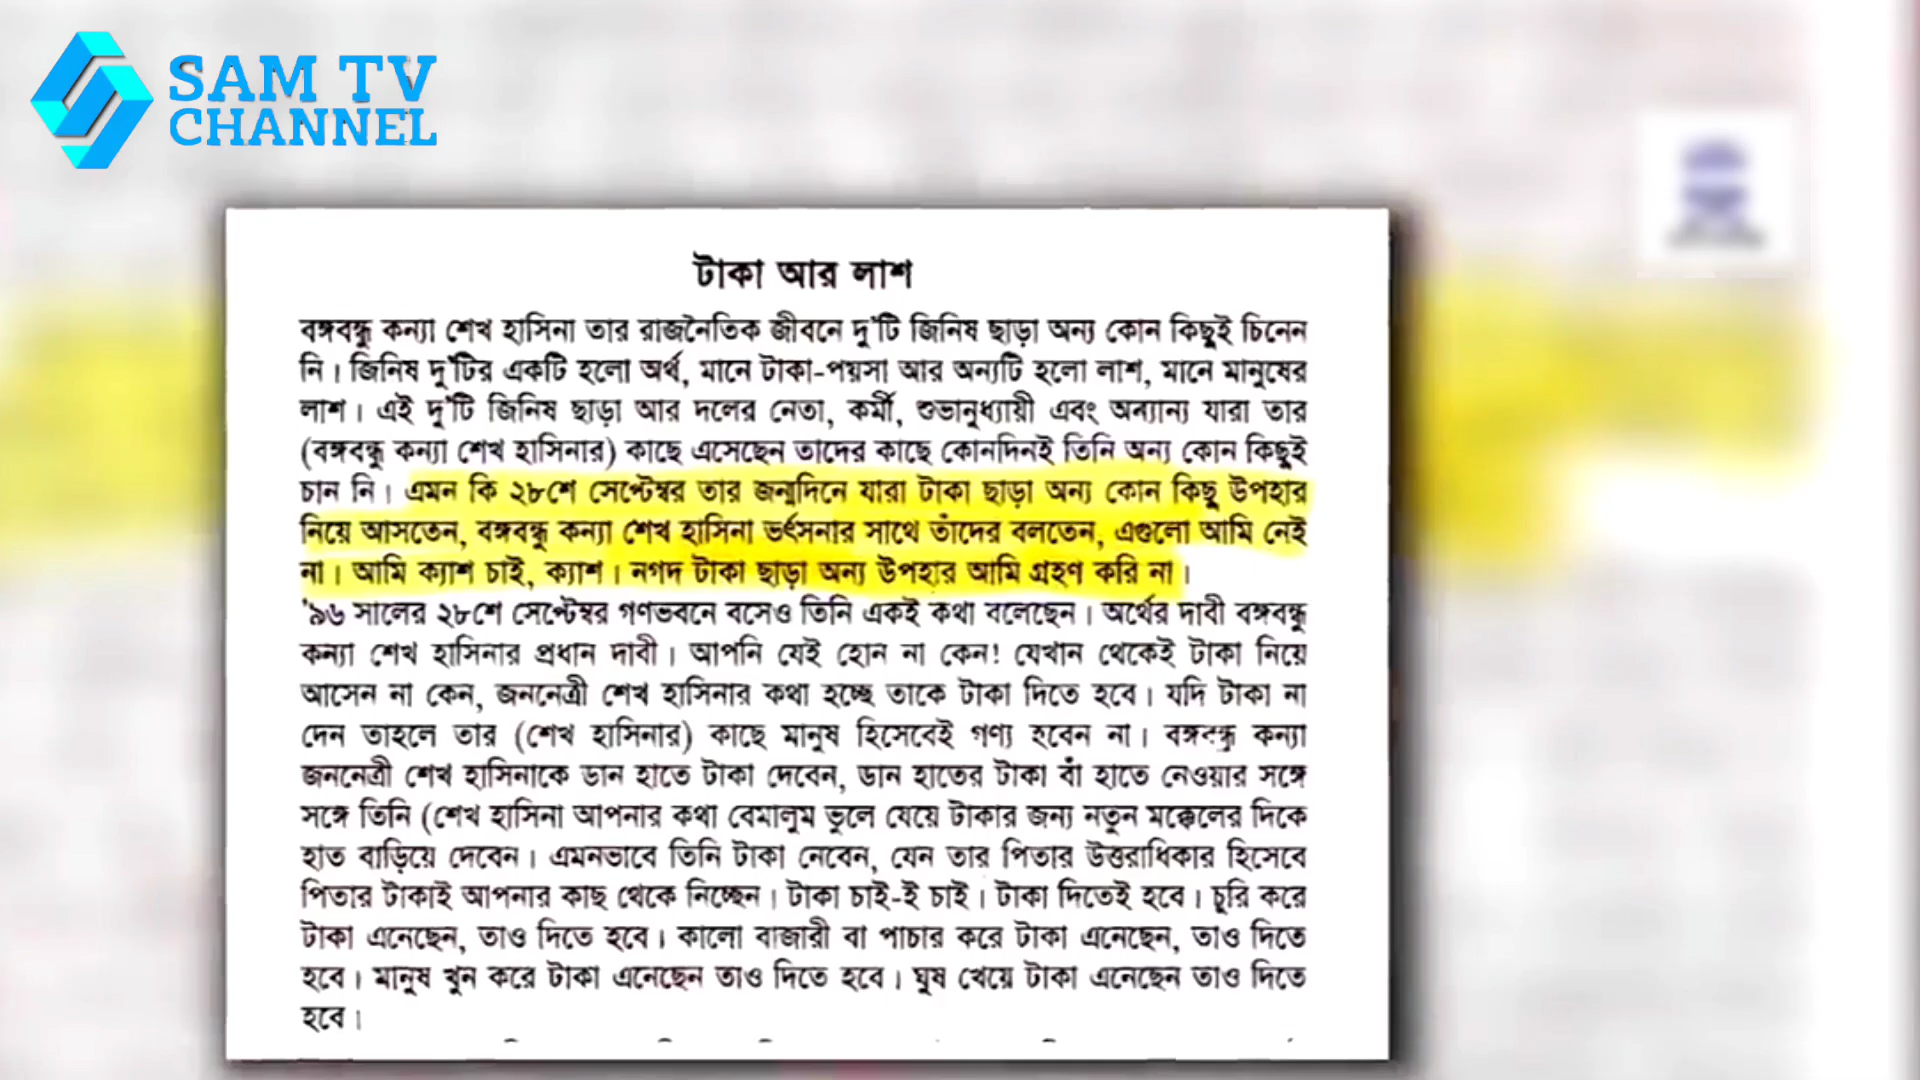 SAM TV
CHANNEL
টাকা আর লাশ
বঙ্গবন্ধু কন্যা শেখ হাসিনা তার রাজনৈতিক জীবনে দু'টি জিনিষ ছাড়া অন্য কোন কিছুই চিনেন
নি। জিনিষ দু'টির একটি হলো অর্থ, মানে টাকা-পয়সা আর অন্যটি হলো লাশ, মানে মানুষের
লাশ। এই দু'টি জিনিষ ছাড়া আর দলের নেতা, কর্মী, শুভানুধ্যায়ী এবং অন্যান্য যারা তার
(বঙ্গবন্ধু কন্যা শেখ হাসিনার) কাছে এসেছেন তাদের কাছে কোনদিনই তিনি অন্য কোন কিছুই
চান নি। এমন কি ২৮শে সেপ্টেম্বর তার জন্মদিনে যারা টাকা ছাড়া অন্য কোন কিছু উপহার
নিয়ে আসতেন, বঙ্গবন্ধু কন্যা শেখ হাসিনা ভর্ৎসনার সাথে তাঁদের বলতেন, এগুলো আমি নেই
না। আমি ক্যাশ চাই, ক্যাশ। নগদ টাকা ছাড়া অন্য উপহার আমি গ্রহণ করি না।
'৯৬ সালের ২৮শে সেপ্টেম্বর গণভবনে বসেও তিনি একই কথা বলেছেন। অর্থের দাবী বঙ্গবন্ধু
কন্যা শেখ হাসিনার প্রধান দাবী। আপনি যেই হোন না কেন! যেখান থেকেই টাকা নিয়ে
আসেন না কেন, জননেত্রী শেখ হাসিনার কথা হচ্ছে তাকে টাকা দিতে হবে। যদি টাকা না
দেন তাহলে তার (শেখ হাসিনার) কাছে মানুষ হিসেবেই গণ্য হবেন না। বঙ্গবন্ধু কন্যা
জননেত্রী শেখ হাসিনাকে ডান হাতে টাকা দেবেন, ডান হাতের টাকা বাঁ হাতে নেওয়ার সঙ্গে
সঙ্গে তিনি (শেখ হাসিনা আপনার কথা বেমালুম ভুলে যেয়ে টাকার জন্য নতুন মক্কেলের দিকে
হাত বাড়িয়ে দেবেন। এমনভাবে তিনি টাকা নেবেন, যেন তার পিতার উত্তরাধিকার হিসেবে
পিতার টাকাই আপনার কাছ থেকে নিচ্ছেন। টাকা চাই-ই চাই। টাকা দিতেই হবে। চুরি করে
টাকা এনেছেন, তাও দিতে হবে। কালো বাজারী বা পাচার করে টাকা এনেছেন, তাও দিতে
হবে। মানুষ খুন করে টাকা এনেছেন তাও দিতে হবে। ঘুষ খেয়ে টাকা এনেছেন তাও দিতে
হবে।